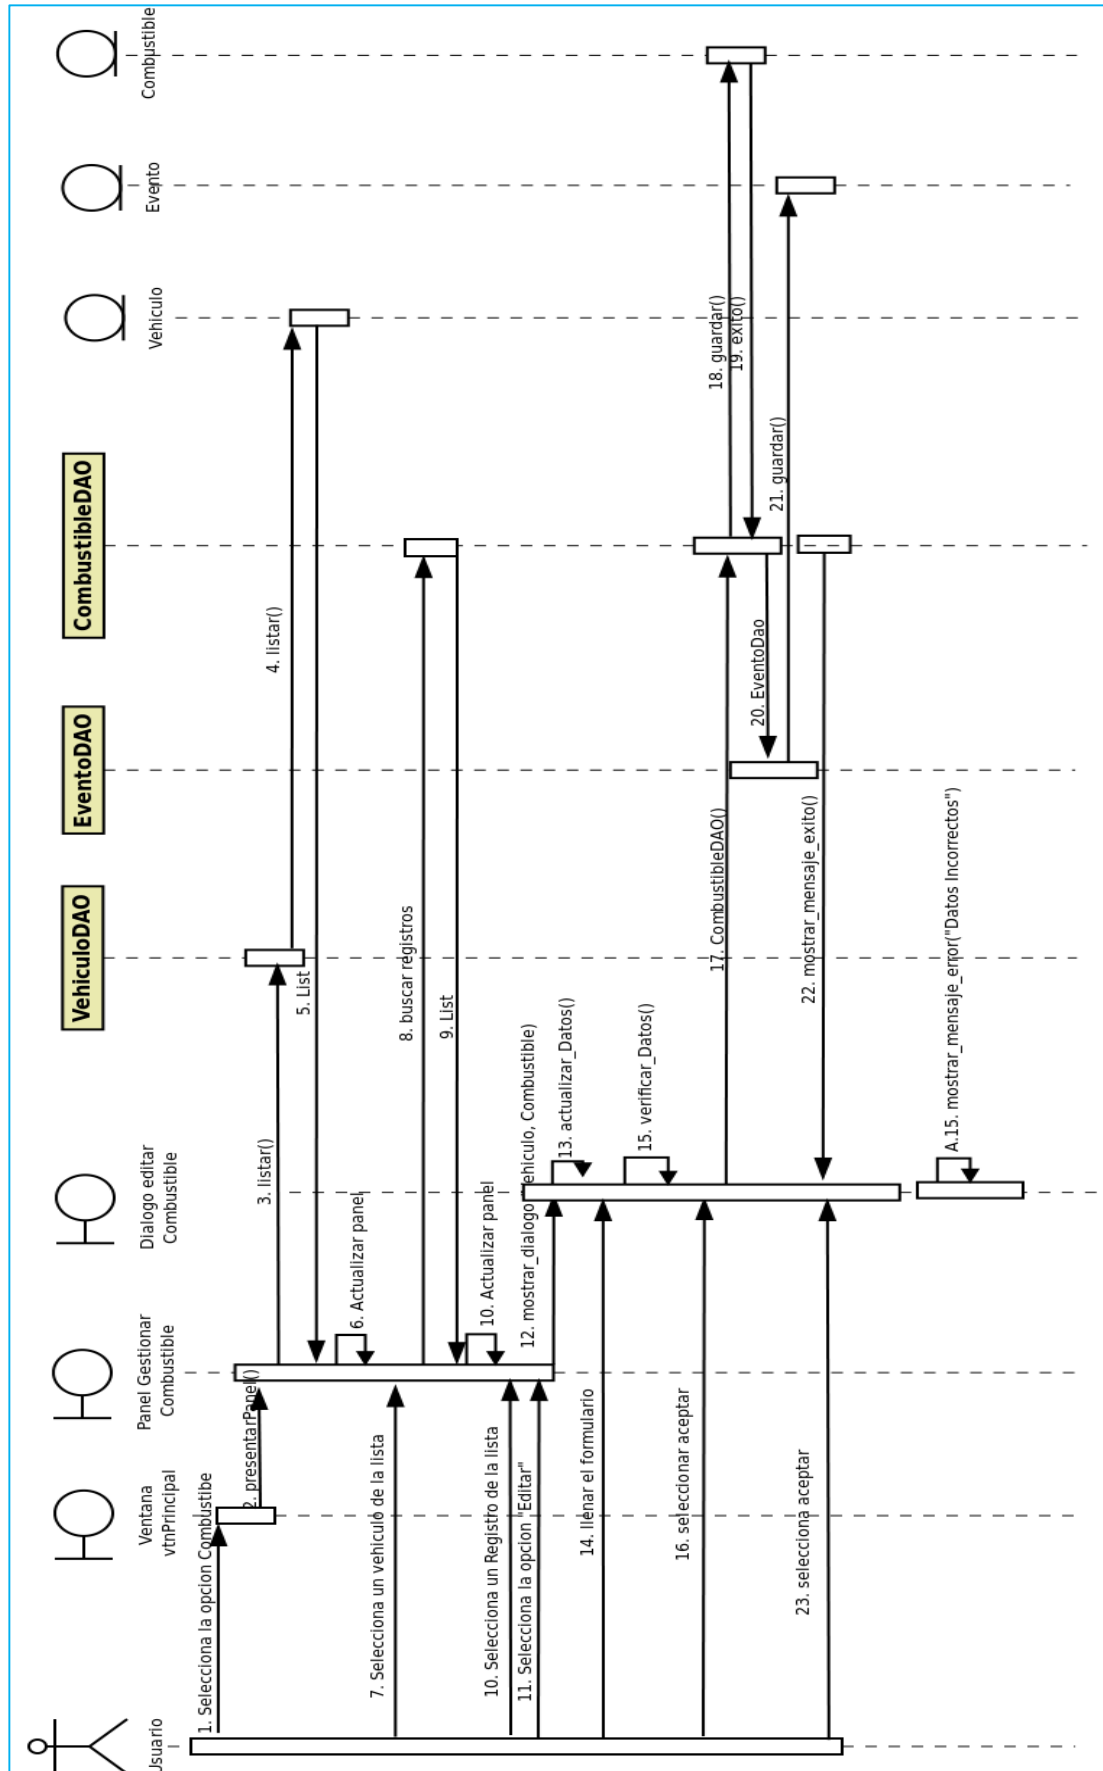 Usuario
Ventana
vtnPrincipal
Panel Gestionar
Combustible
Dialogo editar
Combustible
VehiculoDAO
EventoDAO
CombustibleDAO
Vehiculo
Evento
Combustible
1. Selecciona la opcion Combustibe
2. presentarPanel()
3. listar()
4. listar()
5. List
6. Actualizar panel
7. Selecciona un vehiculo de la lista
8. buscar registros
9. List
10. Actualizar panel
10. Selecciona un Registro de la lista
11. Selecciona la opcion "Editar"
12. mostrar_dialogo(Vehiculo, Combustible)
13. actualizar_Datos()
14. llenar el formulario
15. verificar_Datos()
16. seleccionar aceptar
17. CombustibleDAO()
18. guardar()
19. exito()
20. EventoDao
21. guardar()
22. mostrar_mensaje_exito()
23. selecciona aceptar
A.15. mostrar_mensaje_error("Datos Incorrectos")